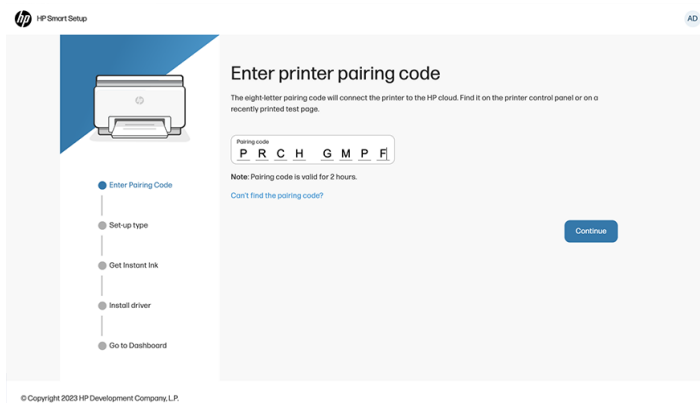 hp HP Smart Setup
AD
Enter printer pairing code
The eight-letter pairing code will connect the printer to the HP cloud. Find it on the printer control panel or on a
recently printed test page.
Pairing code
P R C H G M P F
Note: Pairing code is valid for 2 hours.
Can't find the pairing code?
Continue
Enter Pairing Code
Set-up type
Get Instant Ink
Install driver
Go to Dashboard
© Copyright 2023 HP Development Company, L.P.